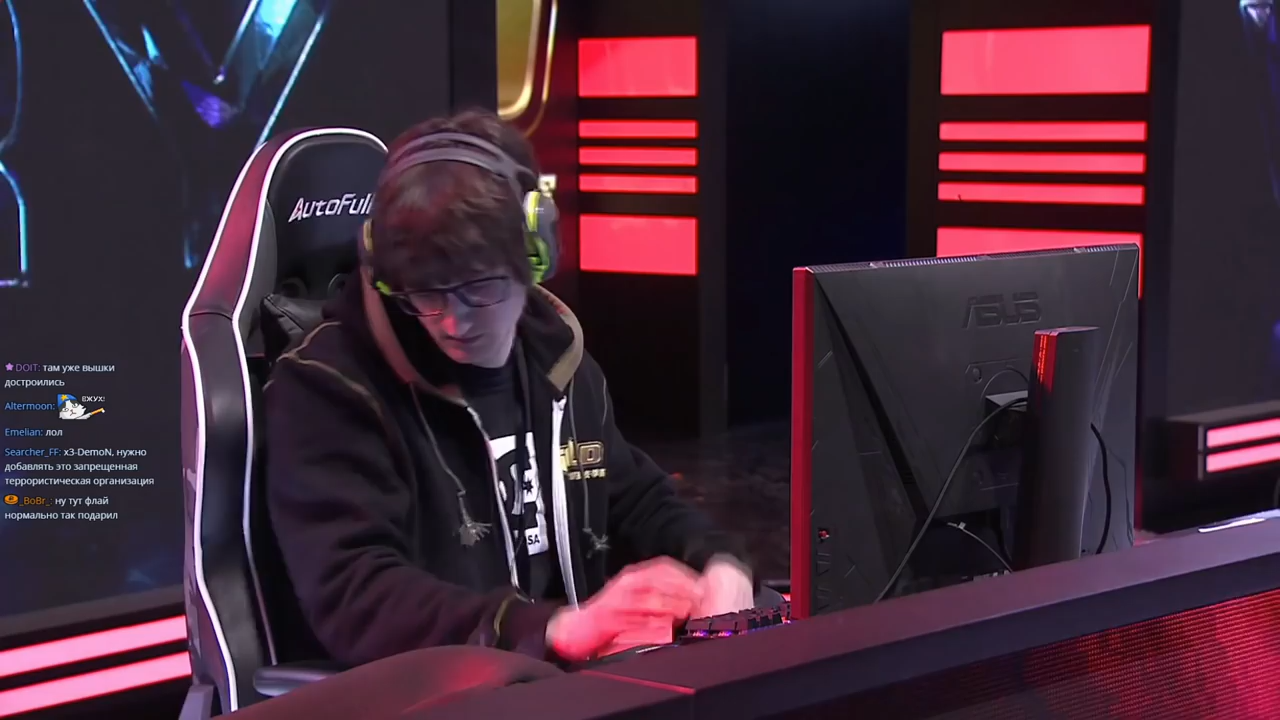 AutoFull
ASUS
DOIT: там уже вышки
достроились
Altermoon:
ВЖУХ!
Emelian: лол
Searcher_FF: x3-DemoN, нужно
добавлять это запрещенная
террористическая организация
_BoBr_: ну тут флай
нормально так подарил